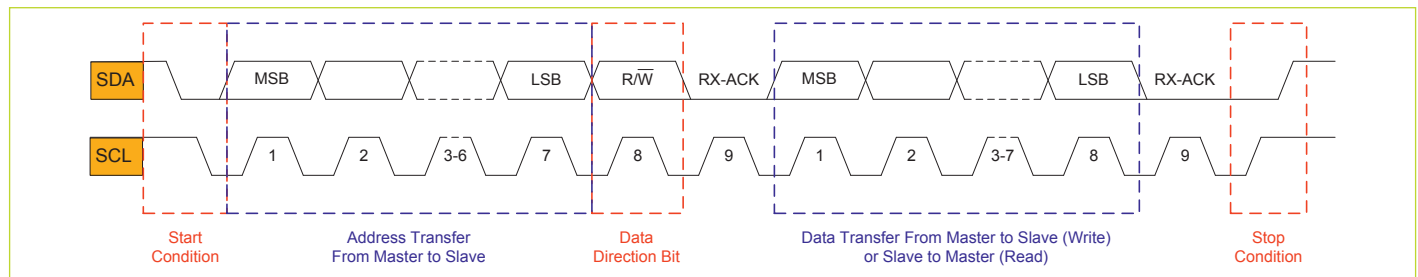 SDA MSB LSB R/W̅ RX-ACK MSB LSB RX-ACK
SCL 1 2 3-6 7 8 9 1 2 3-7 8 9
Start
Condition
Address Transfer
From Master to Slave
Data
Direction Bit
Data Transfer From Master to Slave (Write)
or Slave to Master (Read)
Stop
Condition